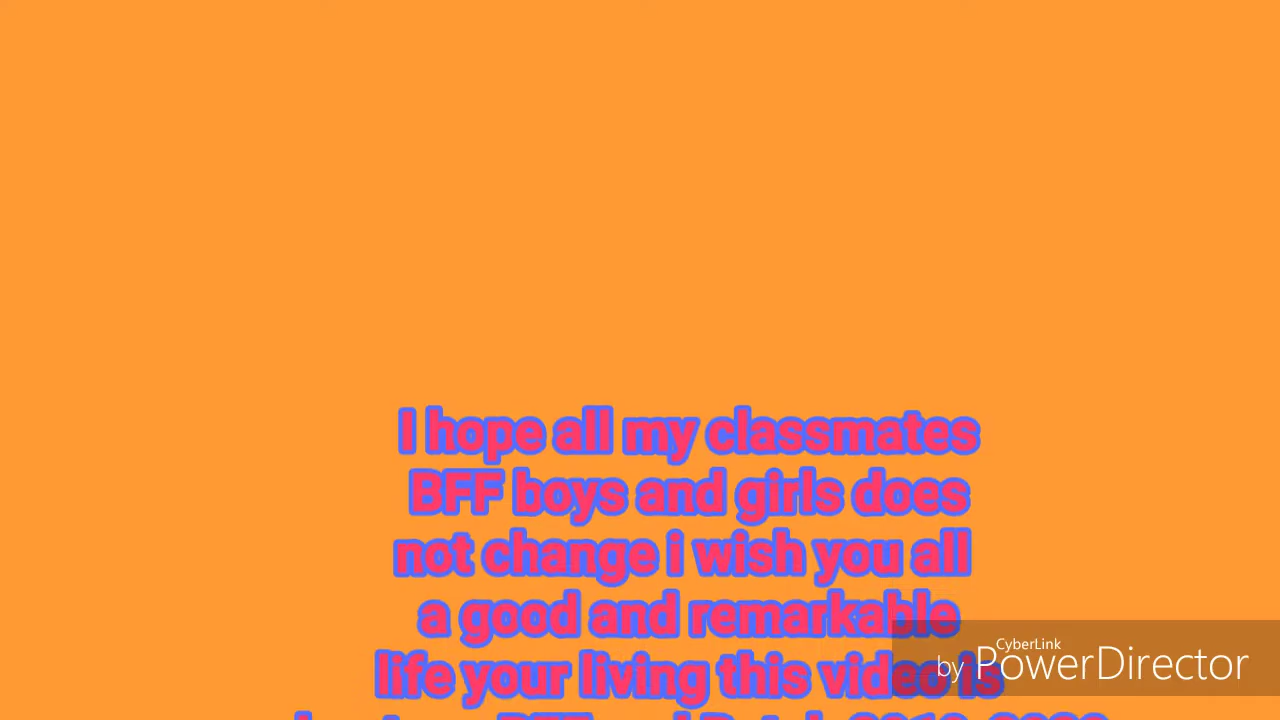 I hope all my classmates
BFF boys and girls does
not change i wish you all
a good and remarkable
life your living this video is
CyberLink
by PowerDirector